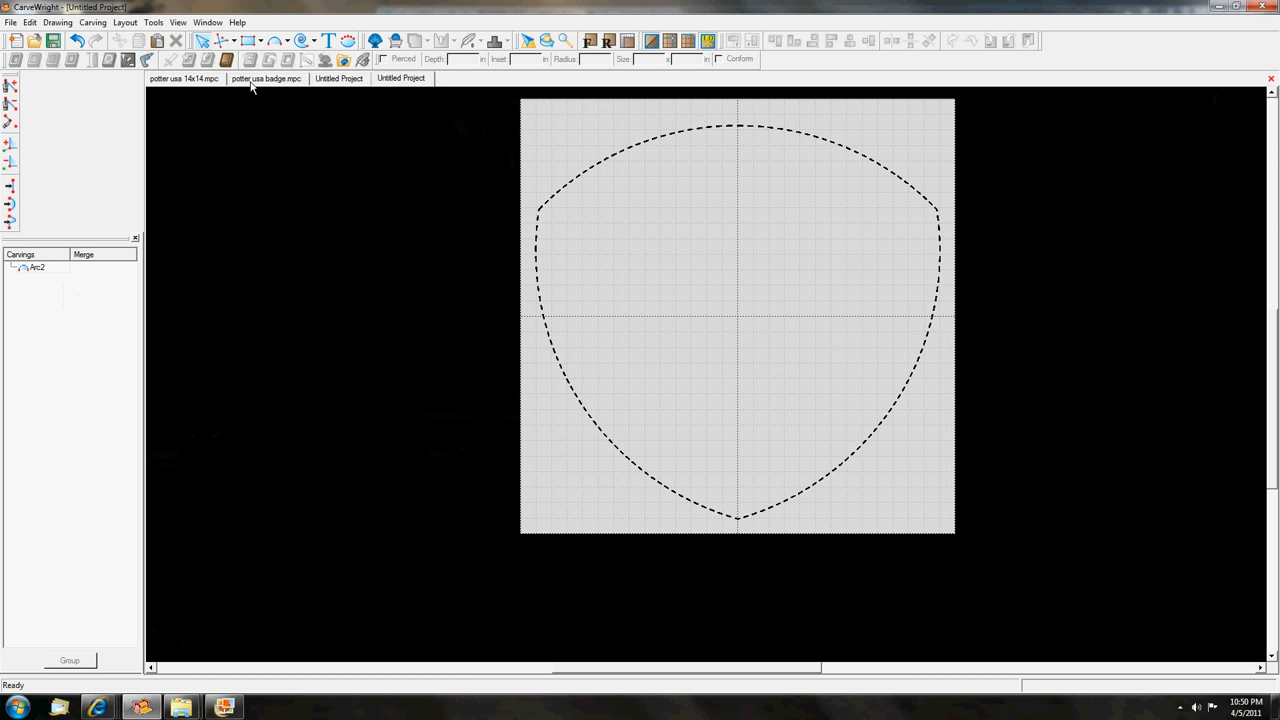 CarveWright - [Untitled Project]
File Edit Drawing Carving Layout Tools View Window Help
Pierced Depth: in Inset: in Radius: in Size: x in Conform
potter usa 14x14.mpc potter usa badge.mpc Untitled Project Untitled Project
Carvings Merge
Arc2
Group
Ready
10:50 PM
4/5/2011